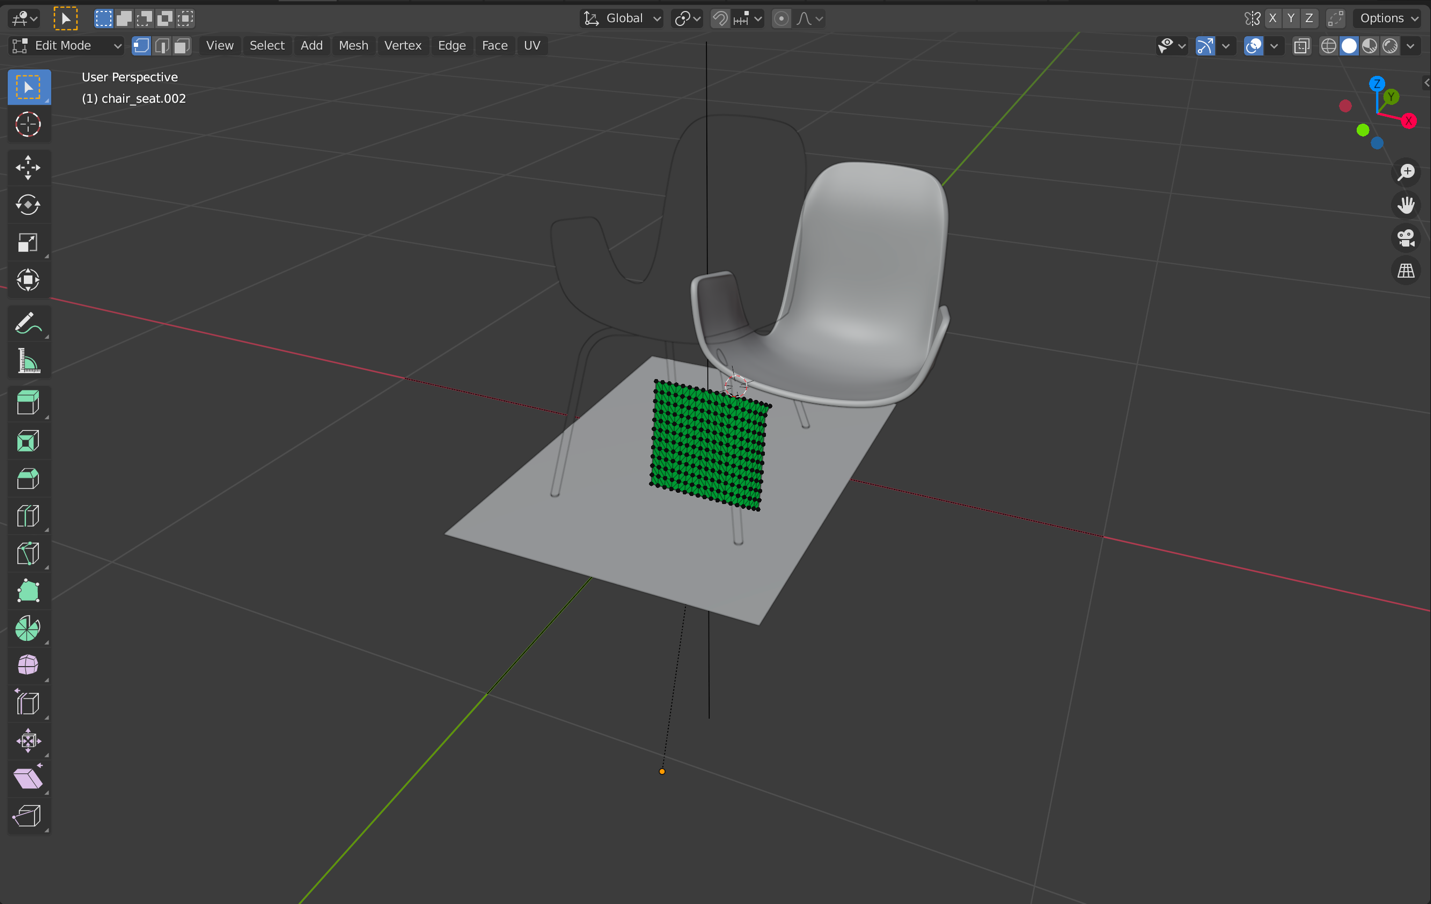 Global
X Y Z
Options
Edit Mode
View Select Add Mesh Vertex Edge Face UV
User Perspective
(1) chair_seat.002
Z
Y
X